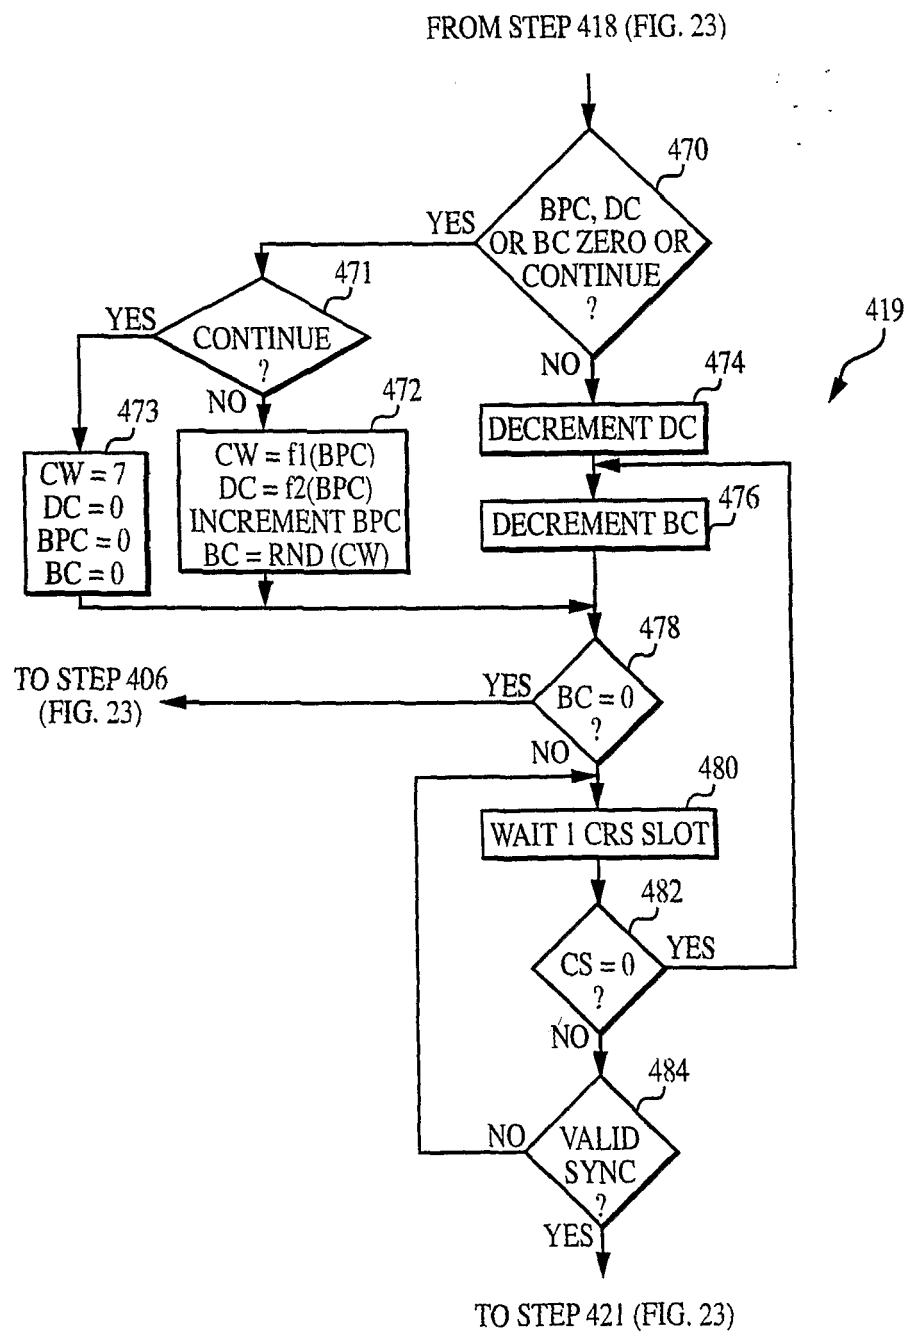 FROM STEP 418 (FIG. 23)
470
BPC, DC
OR BC ZERO OR
CONTINUE
?
YES
NO
471
CONTINUE
?
YES
NO
419
473
CW = 7
DC = 0
BPC = 0
BC = 0
472
CW = f1(BPC)
DC = f2(BPC)
INCREMENT BPC
BC = RND (CW)
474
DECREMENT DC
476
DECREMENT BC
478
BC = 0
?
YES
TO STEP 406
(FIG. 23)
NO
480
WAIT 1 CRS SLOT
482
CS = 0
?
YES
NO
484
VALID
SYNC
?
NO
YES
TO STEP 421 (FIG. 23)